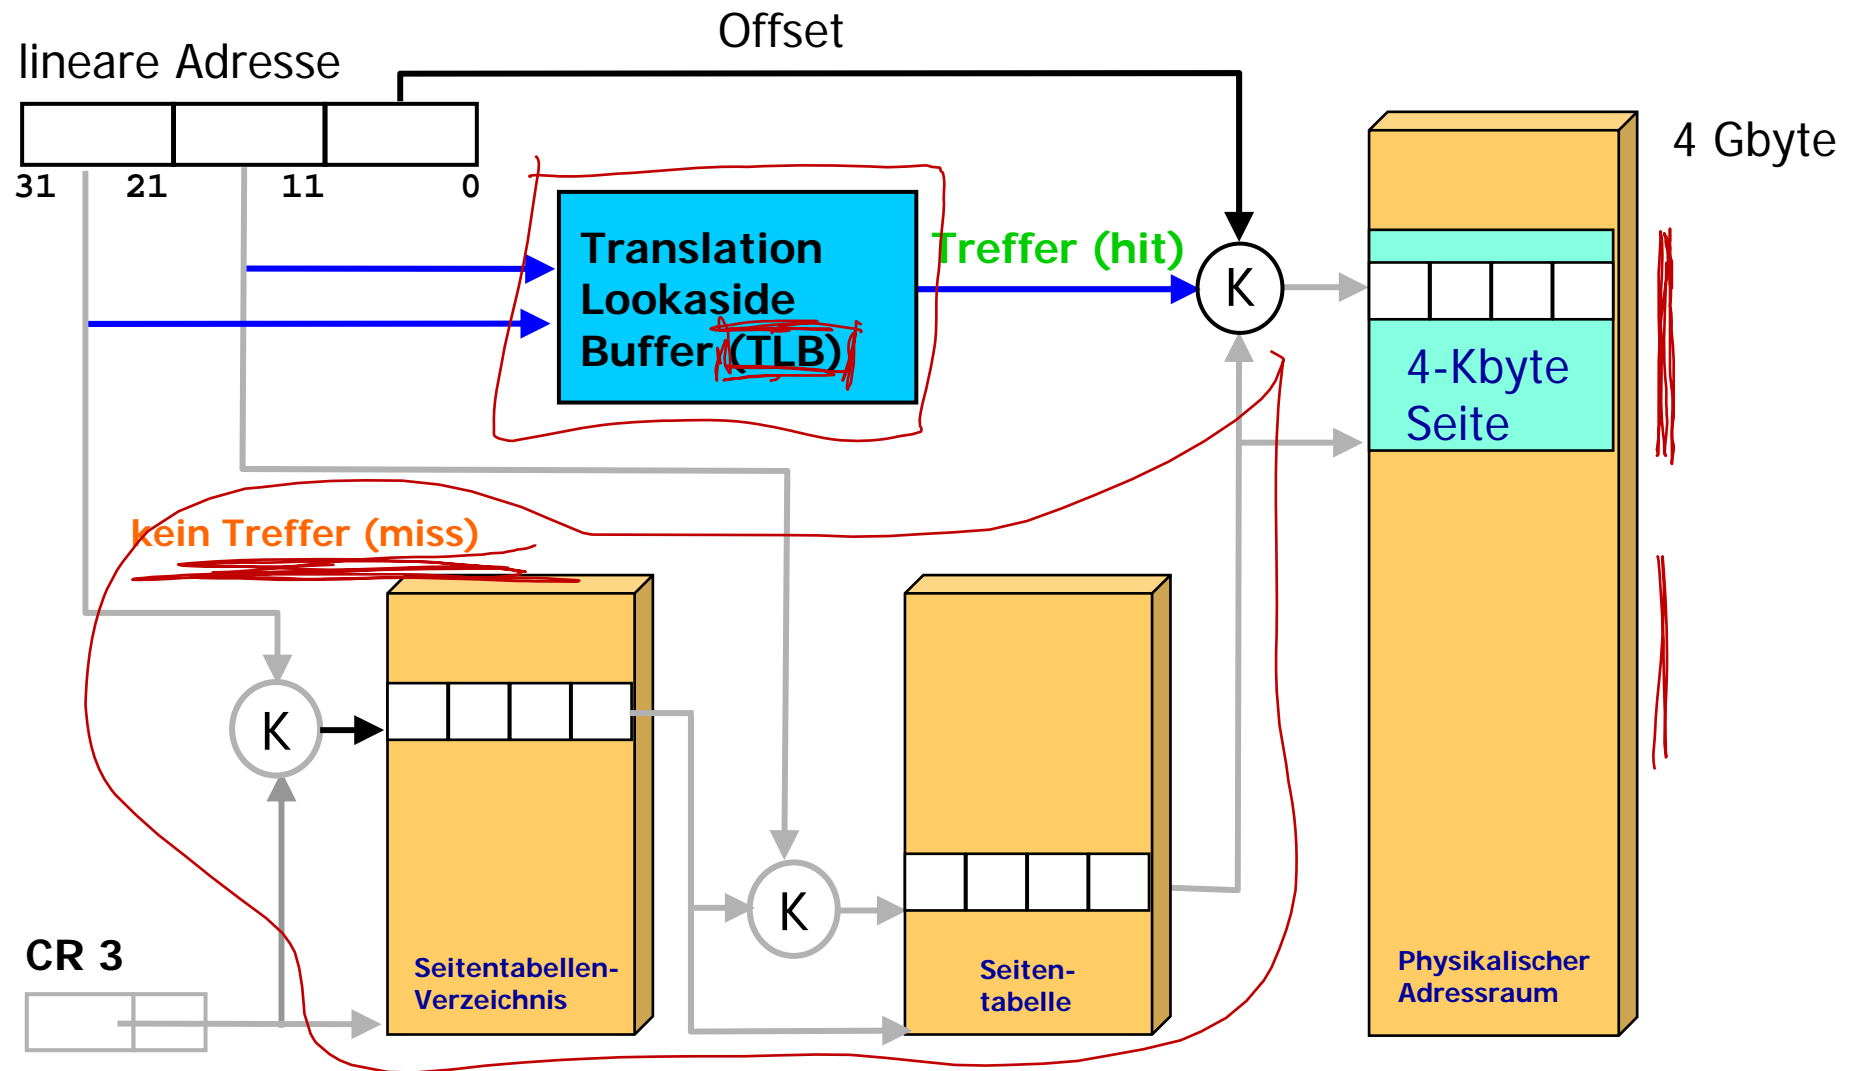 Offset
lineare Adresse
4 Gbyte
31 21 11 0
Translation
Lookaside
Buffer (TLB)
Treffer (hit)
K
4-Kbyte
Seite
kein Treffer (miss)
K
K
CR 3
Seitentabellen-
Verzeichnis
Seiten-
tabelle
Physikalischer
Adressraum